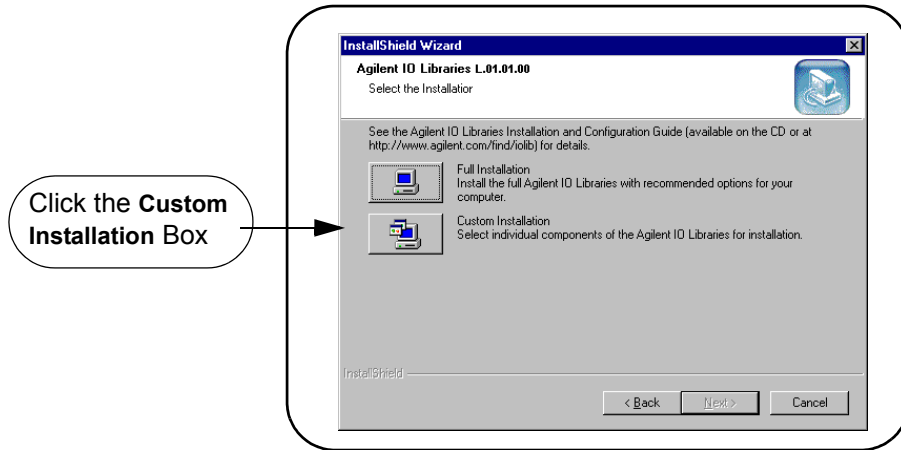 InstallShield Wizard
Agilent IO Libraries L.01.01.00
Select the Installatior
See the Agilent IO Libraries Installation and Configuration Guide (available on the CD or at
http://www.agilent.com/find/iolib) for details.
Full Installation
Install the full Agilent IO Libraries with recommended options for your
computer.
Click the Custom
Installation Box
Custom Installation
Select individual components of the Agilent IO Libraries for installation.
InstallShield
< Back
Next >
Cancel